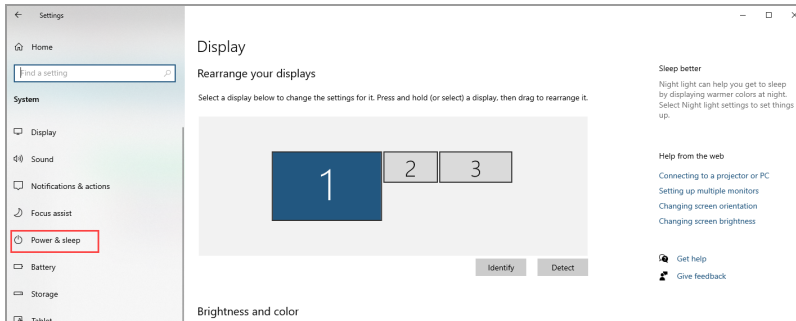 Settings
Home
Find a setting
System
Display
Sound
Notifications & actions
Focus assist
Power & sleep
Battery
Storage
Tablet
Display
Rearrange your displays
Select a display below to change the settings for it. Press and hold (or select) a display, then drag to rearrange it.
1
2
3
Identify
Detect
Brightness and color
Sleep better
Night light can help you get to sleep
by displaying warmer colors at night.
Select Night light settings to set things
up.
Help from the web
Connecting to a projector or PC
Setting up multiple monitors
Changing screen orientation
Changing screen brightness
Get help
Give feedback